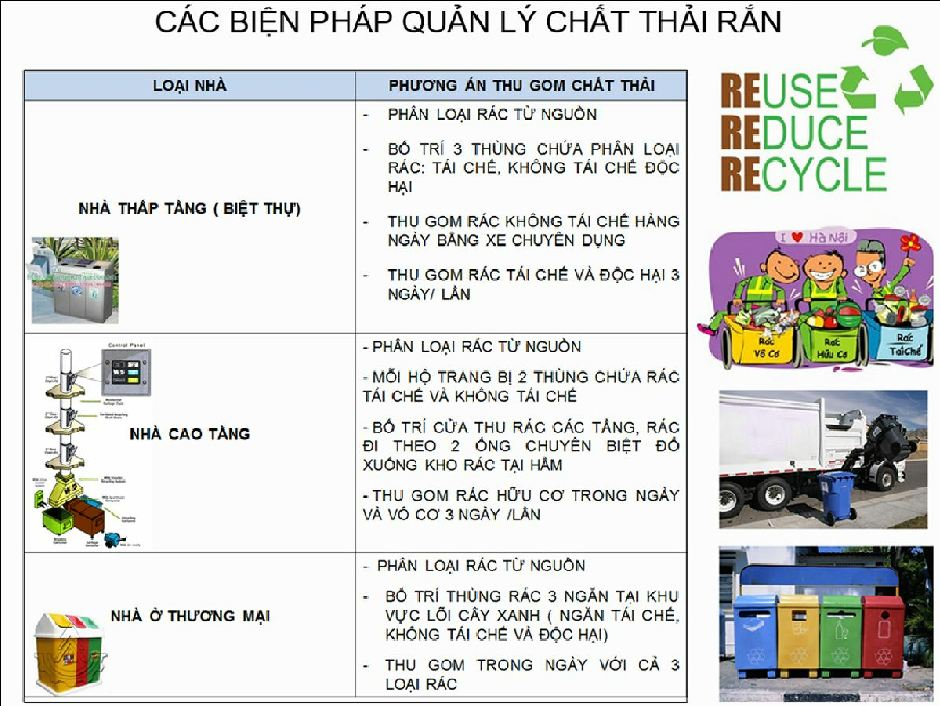 CÁC BIỆN PHÁP QUẢN LÝ CHẤT THẢI RẮN
LOẠI NHÀ
PHƯƠNG ÁN THU GOM CHẤT THẢI
NHÀ THẤP TẦNG ( BIỆT THỰ)
- PHÂN LOẠI RÁC TỪ NGUỒN
- BỐ TRÍ 3 THÙNG CHỨA PHÂN LOẠI
RÁC: TÁI CHẾ, KHÔNG TÁI CHẾ ĐỘC
HẠI
- THU GOM RÁC KHÔNG TÁI CHẾ HÀNG
NGÀY BẰNG XE CHUYÊN DỤNG
- THU GOM RÁC TÁI CHẾ VÀ ĐỘC HẠI 3
NGÀY/ LẦN
Control Panel
NHÀ CAO TẦNG
- PHÂN LOẠI RÁC TỪ NGUỒN
- MỖI HỘ TRANG BỊ 2 THÙNG CHỨA RÁC
TÁI CHẾ VÀ KHÔNG TÁI CHẾ
- BỐ TRÍ CỬA THU RÁC CÁC TẦNG, RÁC
ĐI THEO 2 ỐNG CHUYÊN BIỆT ĐỔ
XUỐNG KHO RÁC TẠI HẦM
- THU GOM RÁC HỮU CƠ TRONG NGÀY
VÀ VÔ CƠ 3 NGÀY /LẦN
NHÀ Ở THƯƠNG MẠI
- PHÂN LOẠI RÁC TỪ NGUỒN
- BỐ TRÍ THÙNG RÁC 3 NGĂN TẠI KHU
VỰC LÕI CÂY XANH ( NGĂN TÁI CHẾ,
KHÔNG TÁI CHẾ VÀ ĐỘC HẠI)
- THU GOM TRONG NGÀY VỚI CẢ 3
LOẠI RÁC
REUSE
REDUCE
RECYCLE
I ♥ Hà Nội
Rác
Vô Cơ
Rác
Hữu Cơ
Rác
Tái Chế